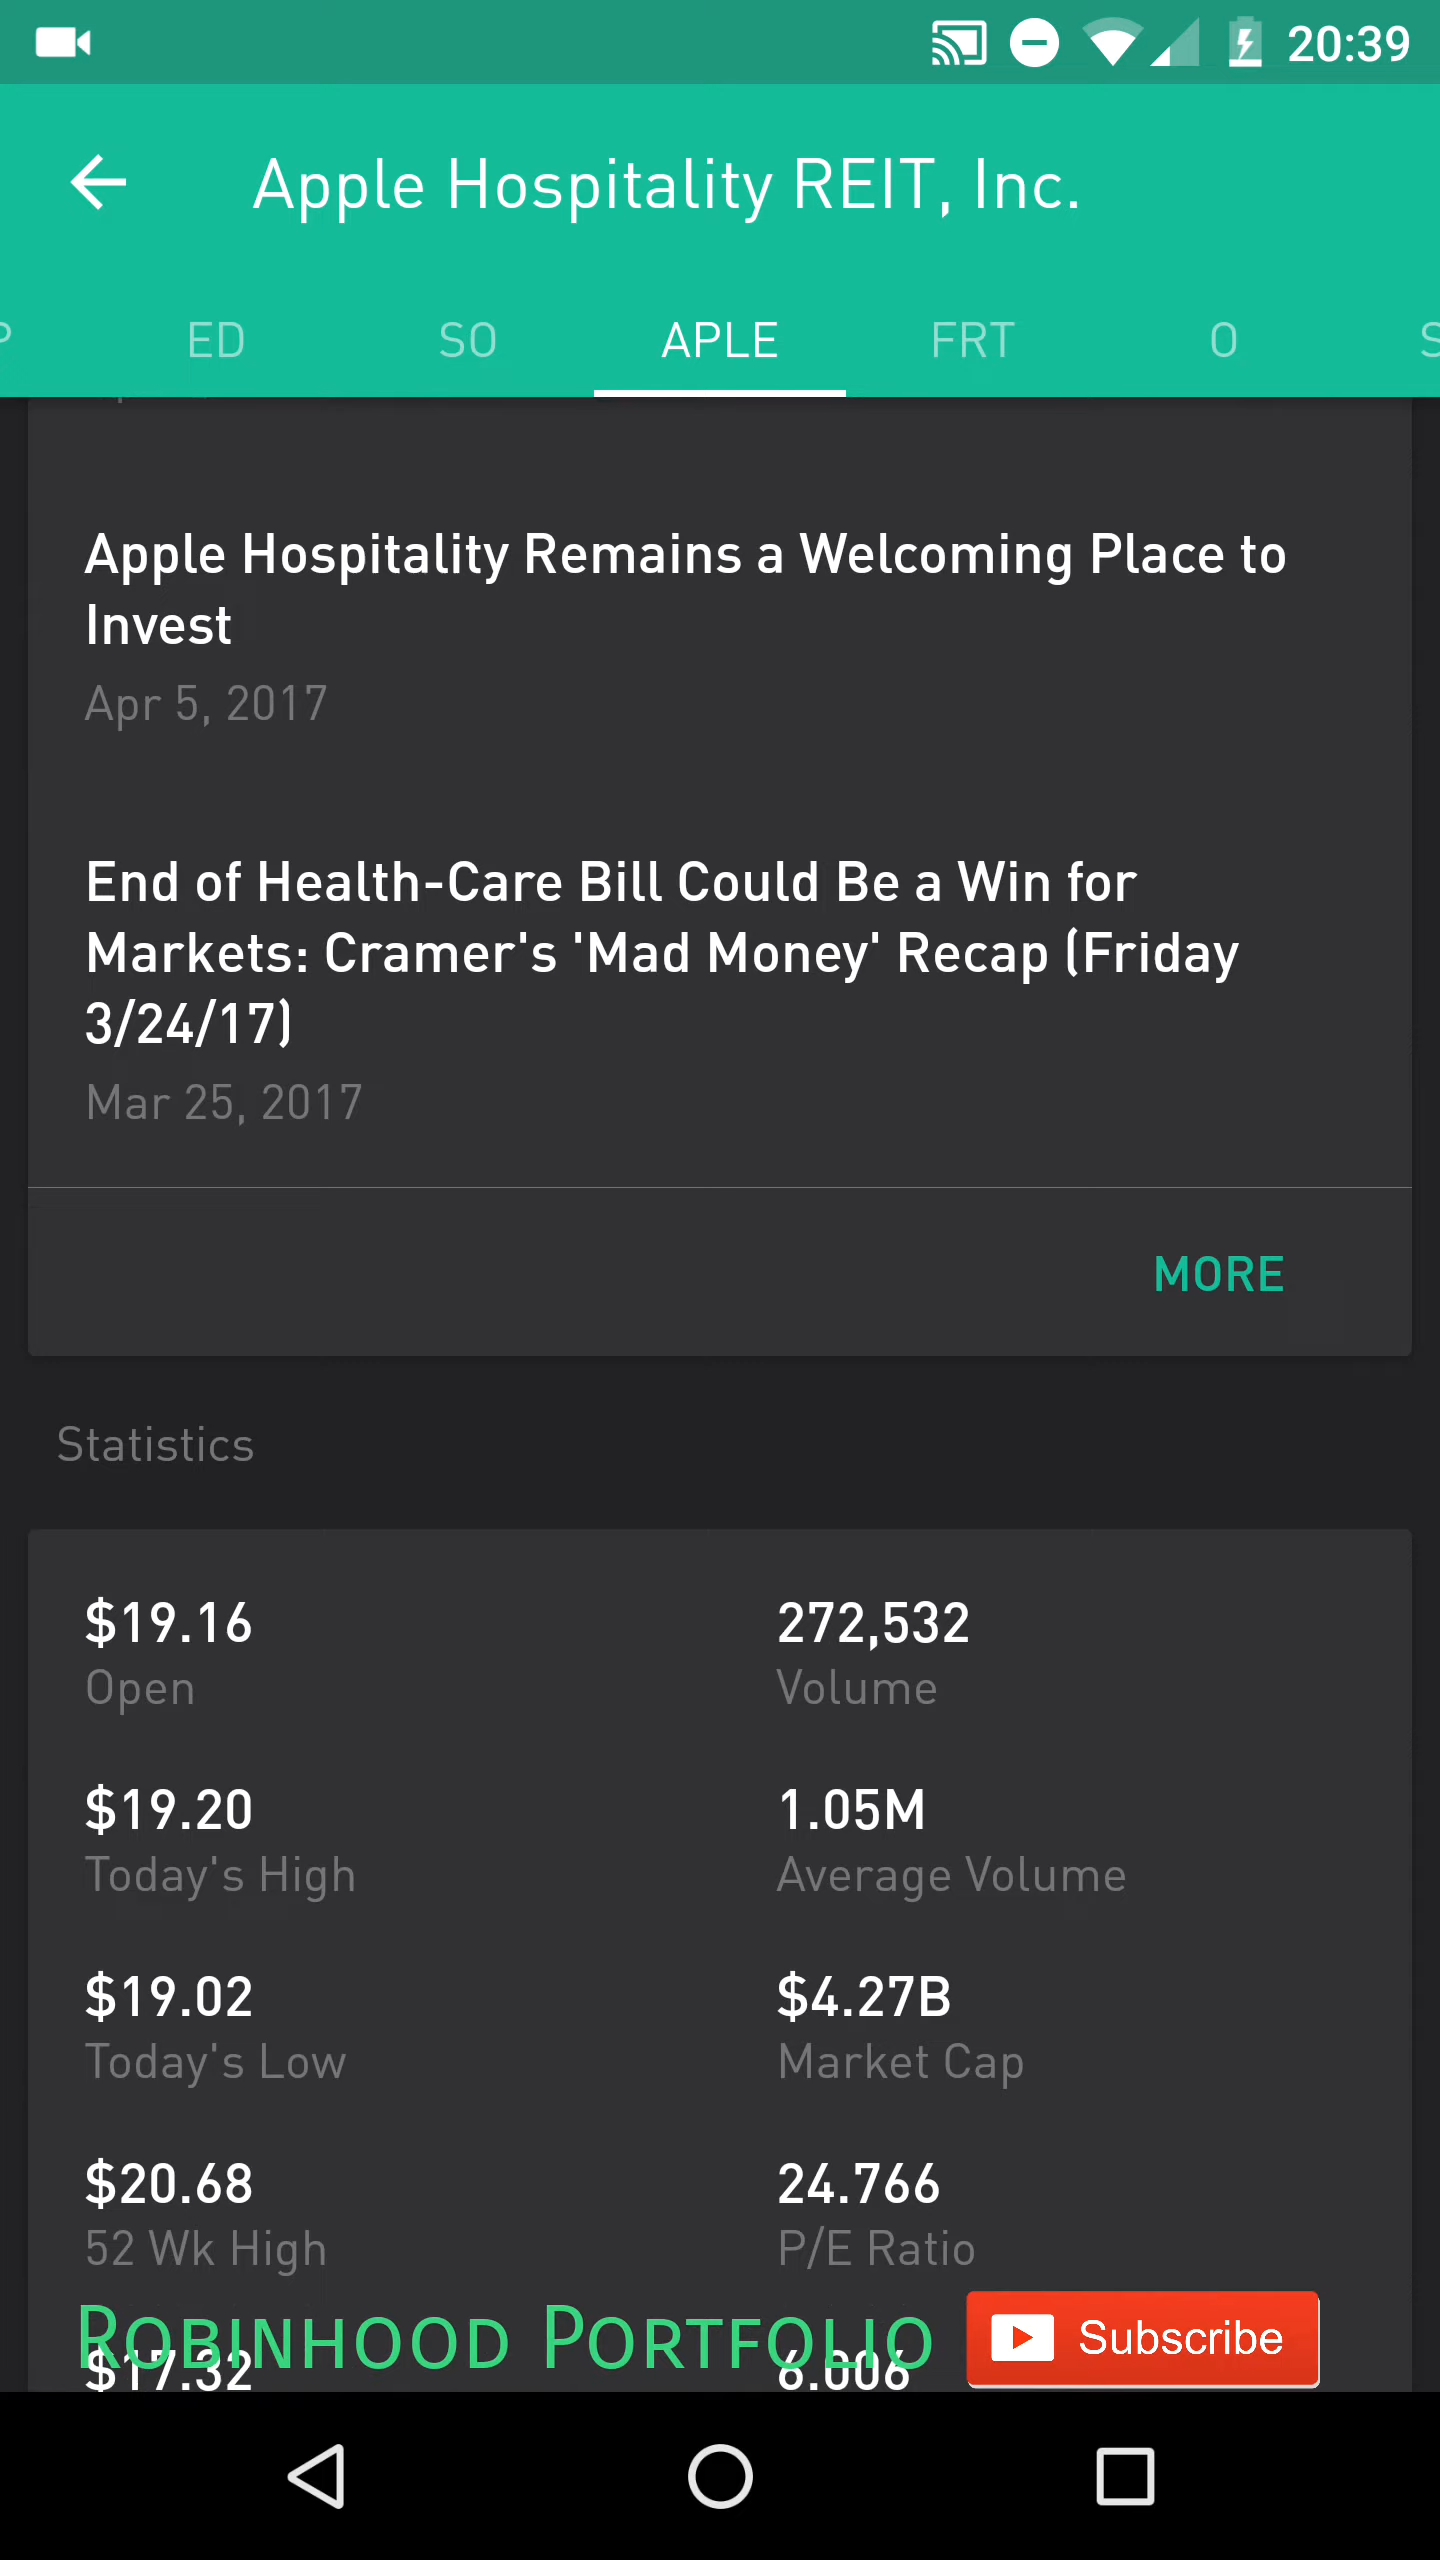 20:39
Apple Hospitality REIT, Inc.
P ED SO APLE FRT O S
Apple Hospitality Remains a Welcoming Place to
Invest
Apr 5, 2017
End of Health-Care Bill Could Be a Win for
Markets: Cramer's 'Mad Money' Recap (Friday
3/24/17)
Mar 25, 2017
MORE
Statistics
$19.16 272,532
Open Volume
$19.20 1.05M
Today's High Average Volume
$19.02 $4.27B
Today's Low Market Cap
$20.68 24.766
52 Wk High P/E Ratio
Robinhood Portfolio Subscribe
$17.32 6.006